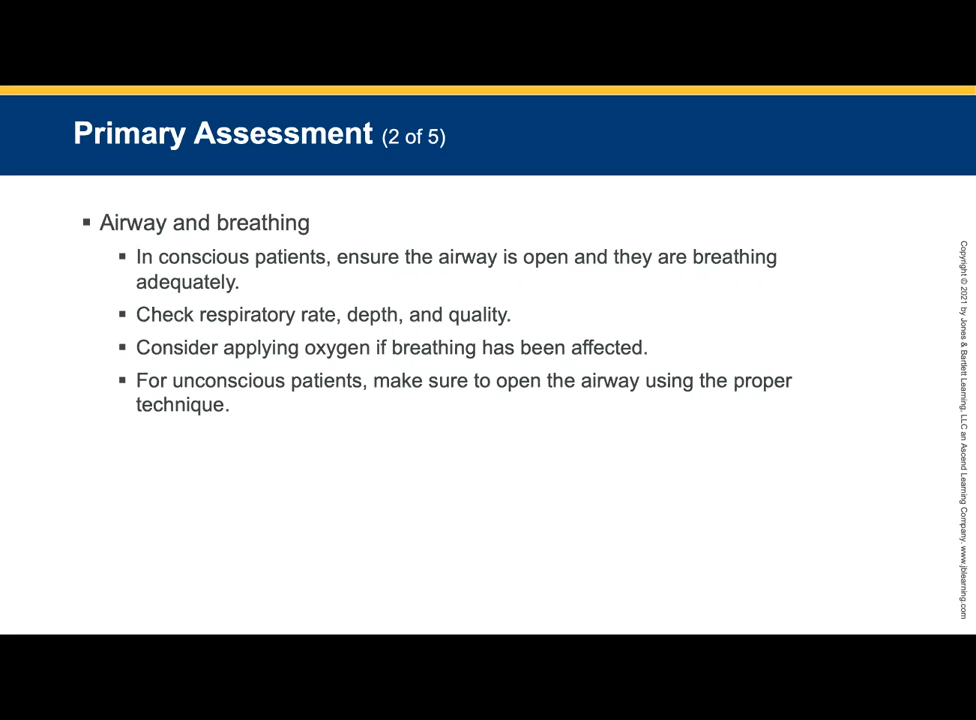 Primary Assessment (2 of 5)
▪ Airway and breathing
▪ In conscious patients, ensure the airway is open and they are breathing
adequately.
▪ Check respiratory rate, depth, and quality.
▪ Consider applying oxygen if breathing has been affected.
▪ For unconscious patients, make sure to open the airway using the proper
technique.
Copyright © 2021 by Jones & Bartlett Learning, LLC an Ascend Learning Company. www.jblearning.com